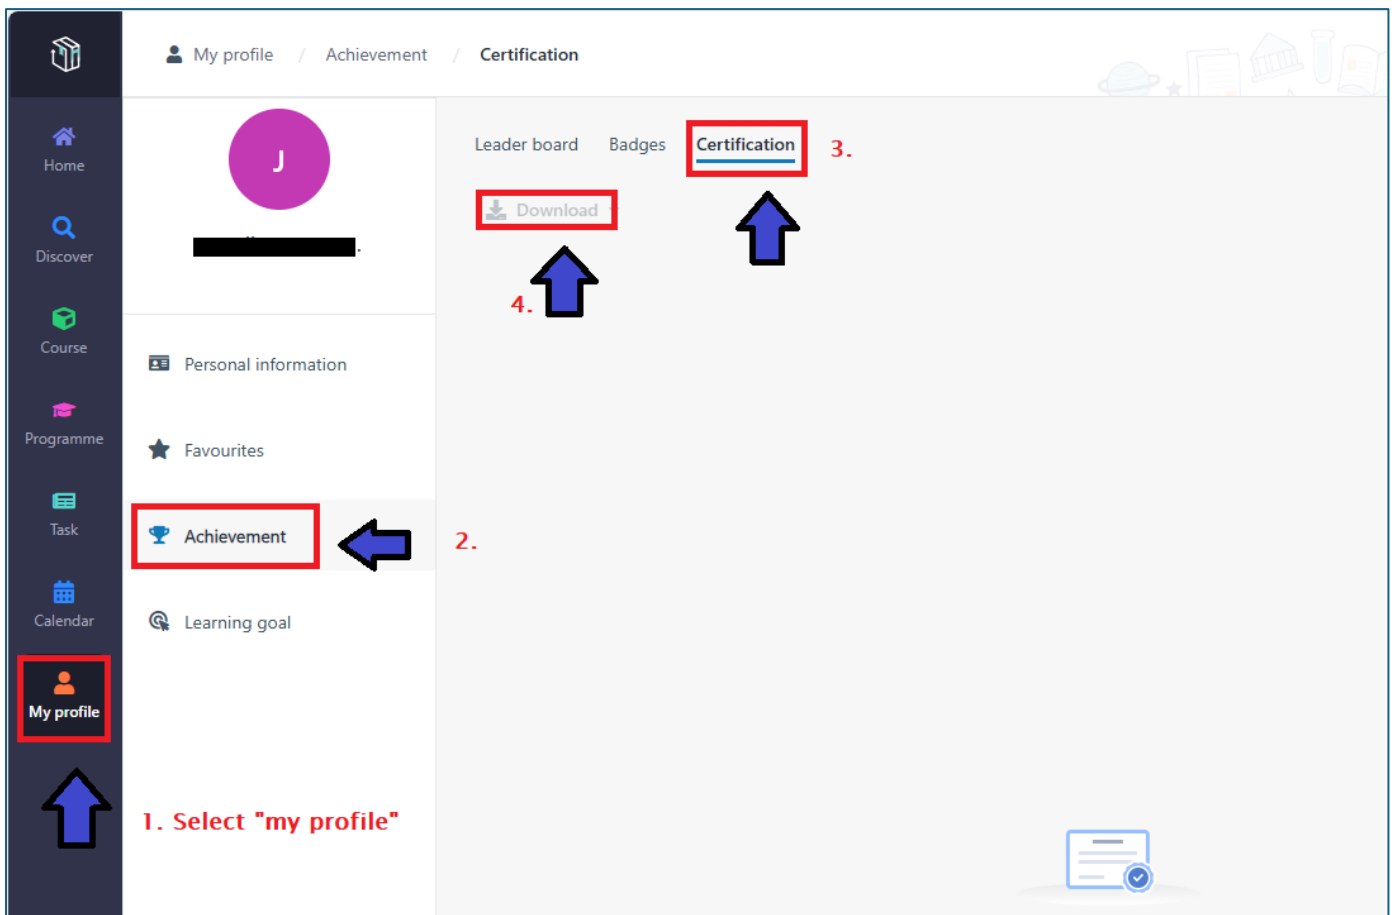 My profile / Achievement / Certification
Home
Discover
Course
Programme
Task
Calendar
My profile
J
Personal information
Favourites
Achievement
2.
Learning goal
Leader board Badges Certification
3.
Download
4.
1. Select "my profile"